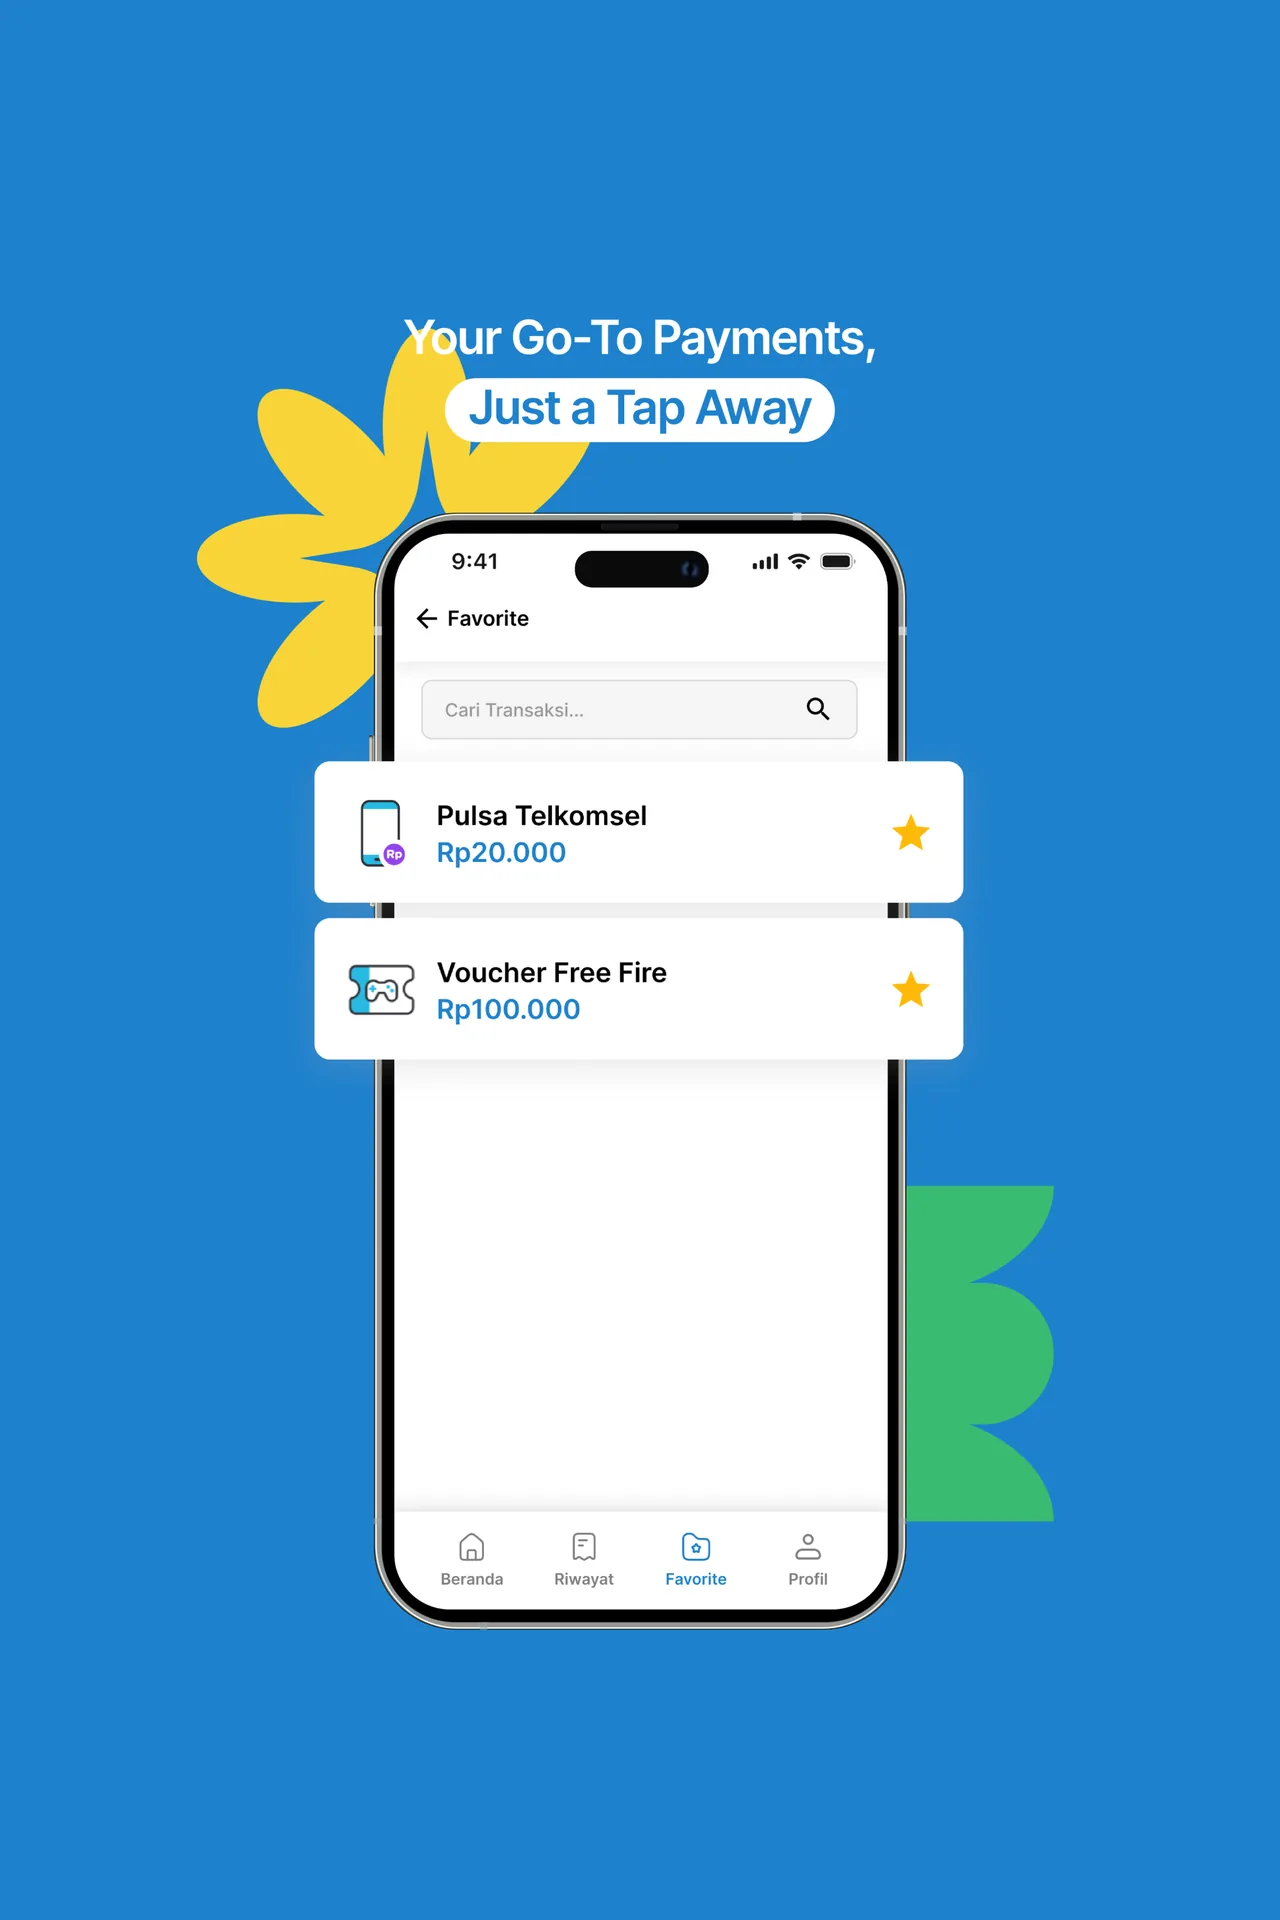 Your Go-To Payments,
Just a Tap Away
9:41
Favorite
Cari Transaksi...
Pulsa Telkomsel
Rp20.000
Rp
Voucher Free Fire
Rp100.000
Beranda
Riwayat
Favorite
Profil